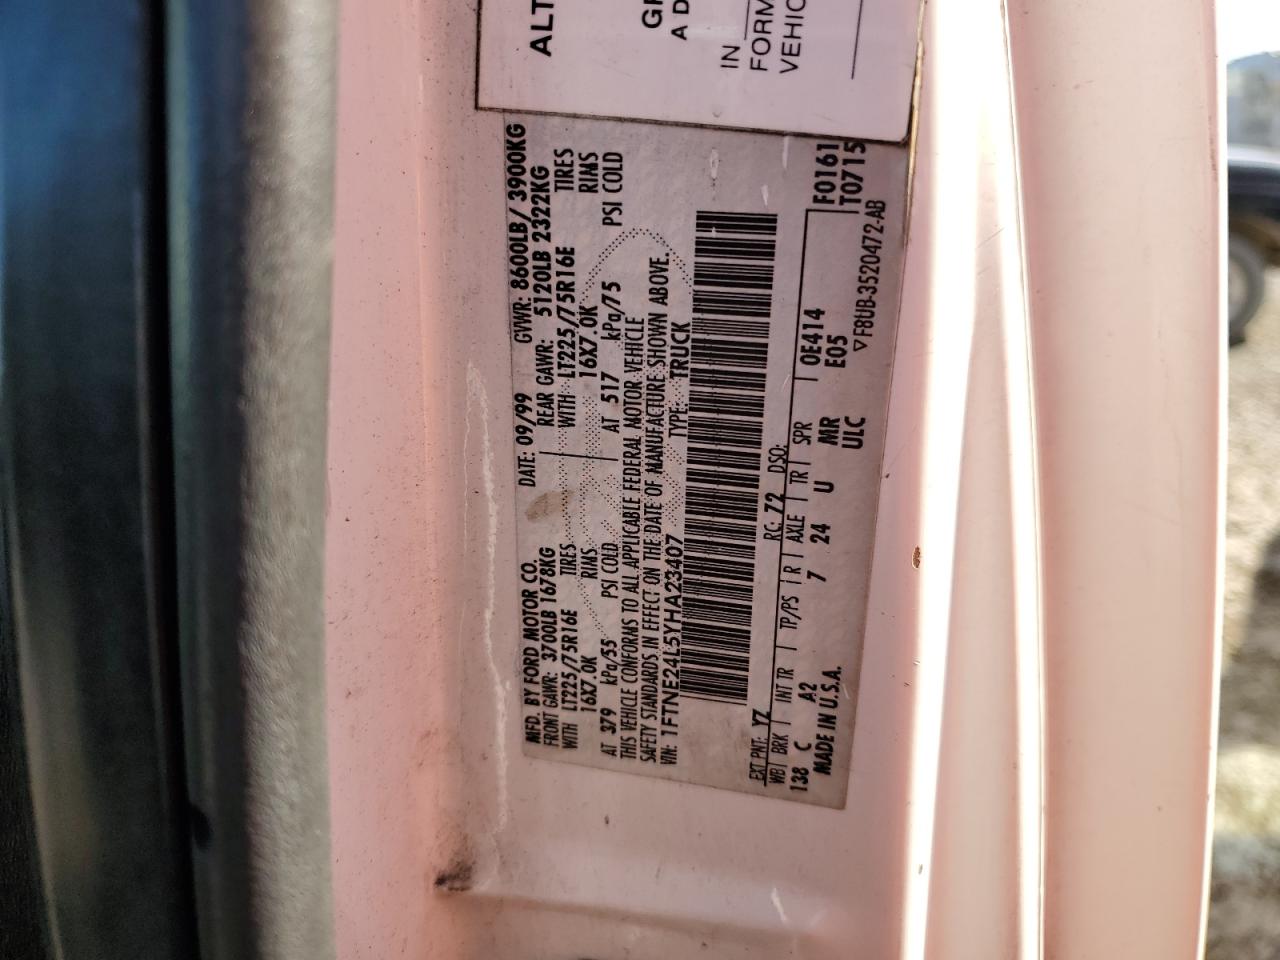 ALT
GR
AD
IN
FORM
VEHIC
MFD. BY FORD MOTOR CO. DATE: 09/99 GVWR: 8600LB/ 3900KG
FRONT GAWR: 3700LB 1678KG REAR GAWR: 5120LB 2322KG
WITH LT225/75R16E TIRES WITH LT225/75R16E TIRES
16X7.0K RIMS 16X7.0K RIMS
AT 379 kPa/55 PSI COLD AT 517 kPa/75 PSI COLD
THIS VEHICLE CONFORMS TO ALL APPLICABLE FEDERAL MOTOR VEHICLE
SAFETY STANDARDS IN EFFECT ON THE DATE OF MANUFACTURE SHOWN ABOVE.
VIN: 1FTNE24L5YHA23407 TYPE: TRUCK
EXT PNT: YZ RC: 72 DSO: F0161
WB BRK INT TR TP/PS R AXLE TR SPR T0715
138 C A2 7 24 U 0E414
MADE IN U.S.A. MR E05
ULC ▽F8UB-3520472-AB